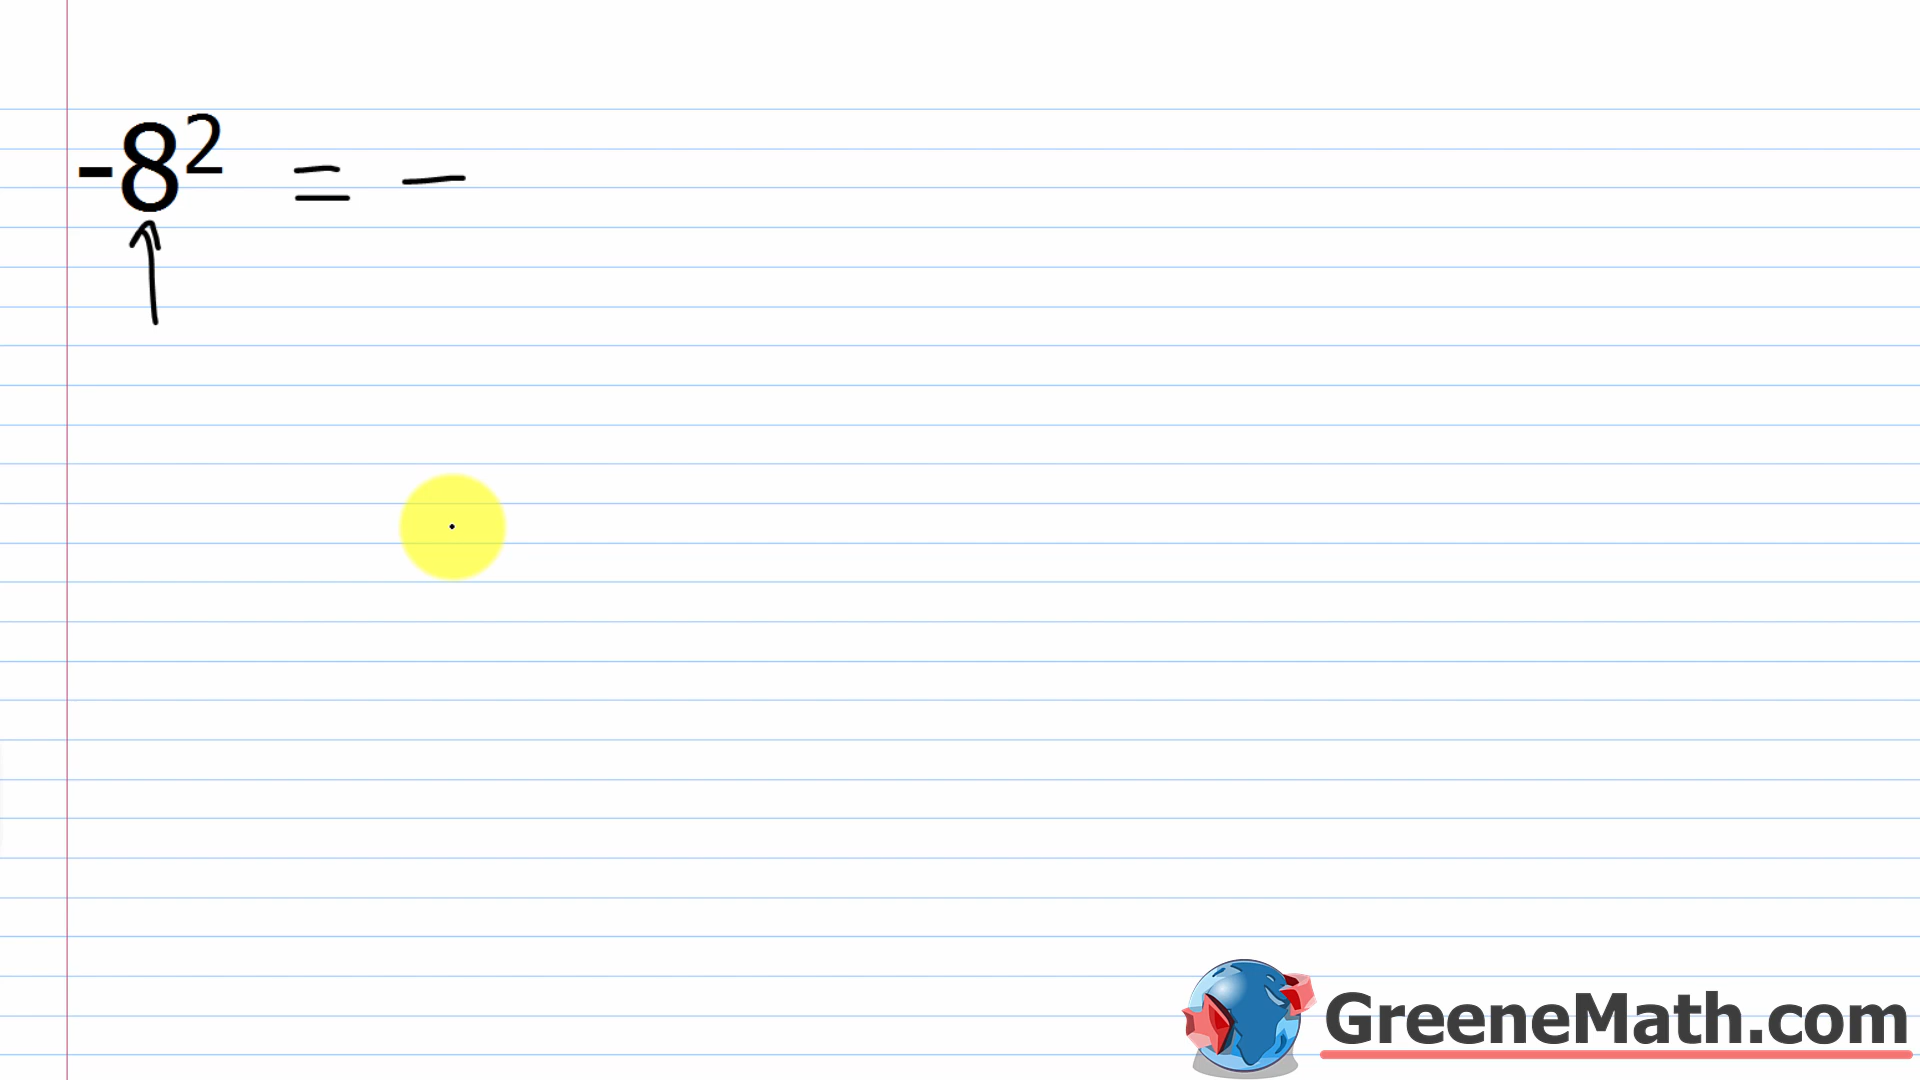 -8² = –
GreeneMath.com